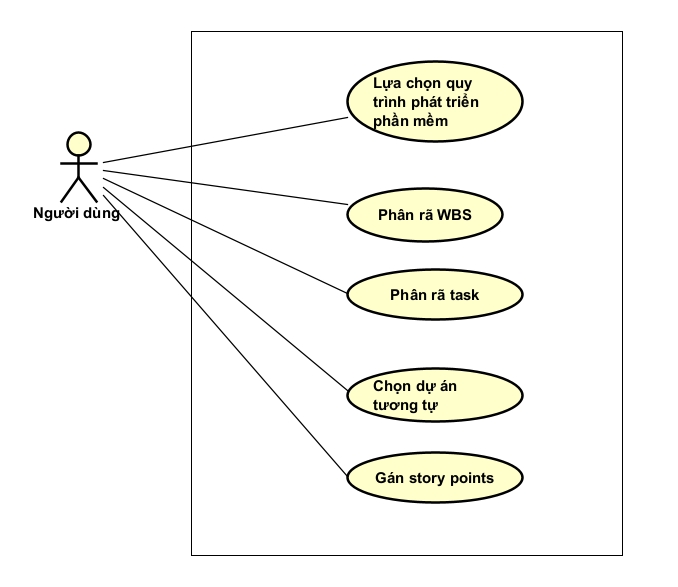 Lựa chọn quy
trình phát triển
phần mềm
Người dùng
Phân rã WBS
Phân rã task
Chọn dự án
tương tự
Gán story points